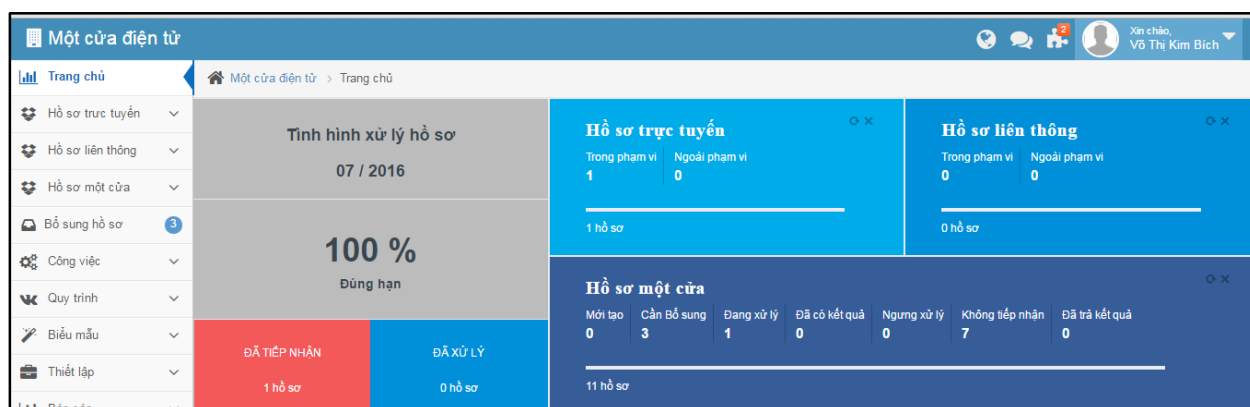 Một cửa điện tử
2
Xin chào,
Võ Thị Kim Bích
Trang chủ
Một cửa điện tử > Trang chủ
Hồ sơ trưc tuyến
Hồ sơ liên thông
Hồ sơ một cửa
Bổ sung hồ sơ 3
Công việc
Quy trình
Biểu mẫu
Thiết lập
Tình hình xử lý hồ sơ
07 / 2016
100 %
Đúng hạn
ĐÃ TIẾP NHẬN
1 hồ sơ
ĐÃ XỬ LÝ
0 hồ sơ
Hồ sơ trực tuyến
Trong phạm vi Ngoài phạm vi
1 0
1 hồ sơ
Hồ sơ liên thông
Trong phạm vi Ngoài phạm vi
0 0
0 hồ sơ
Hồ sơ một cửa
Mới tạo Cần Bổ sung Đang xử lý Đã có kết quả Ngưng xử lý Không tiếp nhận Đã trả kết quả
0 3 1 0 0 7 0
11 hồ sơ